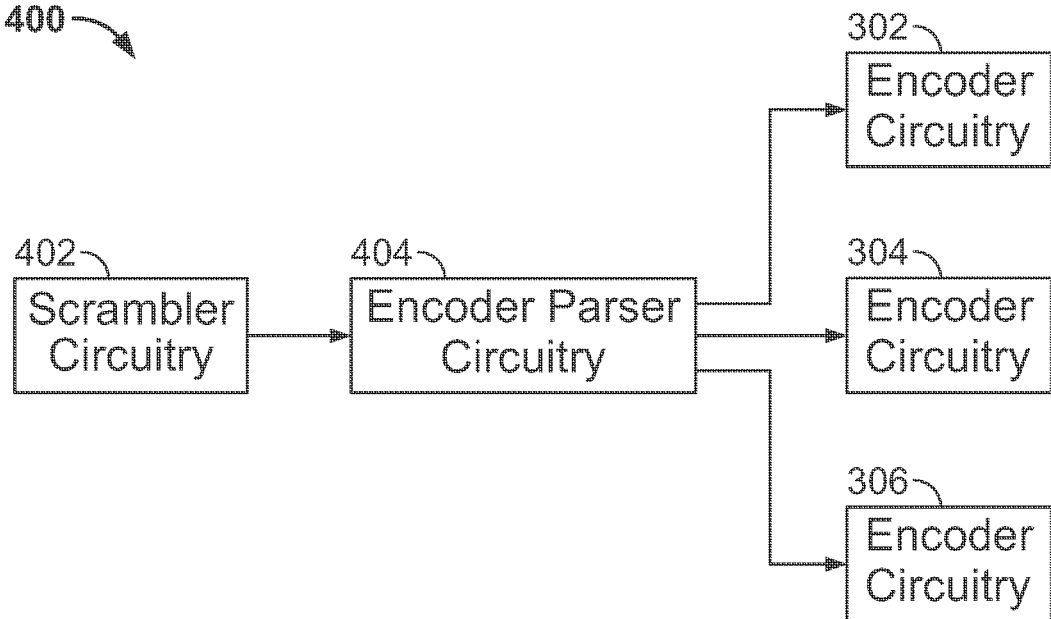 400
302
Encoder
Circuitry
402
Scrambler
Circuitry
404
Encoder Parser
Circuitry
304
Encoder
Circuitry
306
Encoder
Circuitry